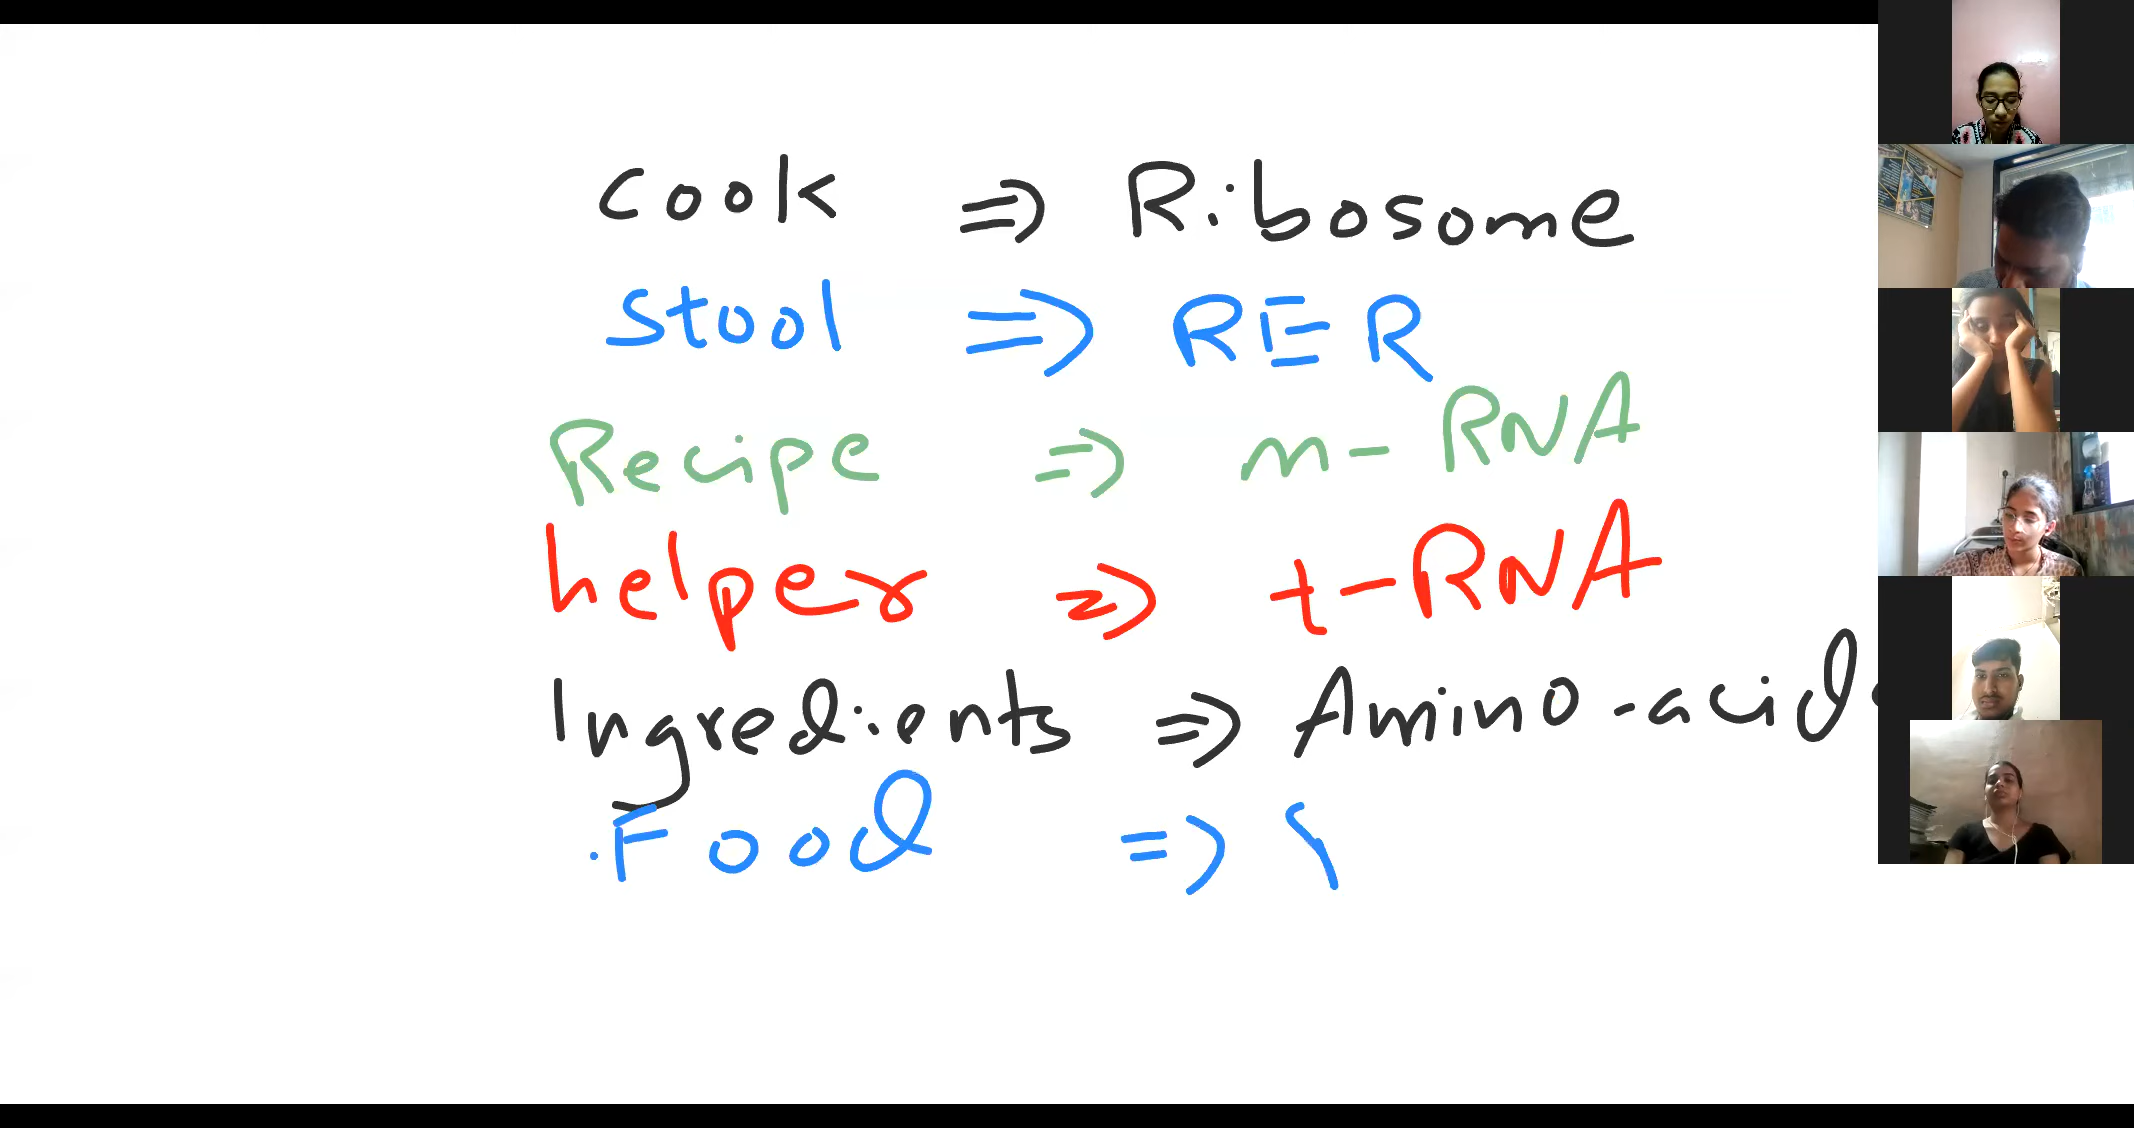 Cook => Ribosome
Stool => RER
Recipe => m-RNA
helper => t-RNA
Ingredients => Amino-acid
Food =>